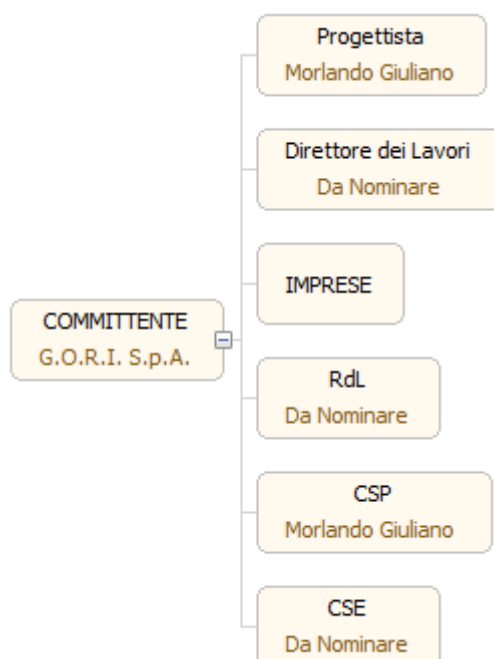 Progettista
Morlando Giuliano
Direttore dei Lavori
Da Nominare
IMPRESE
COMMITTENTE
G.O.R.I. S.p.A.
RdL
Da Nominare
CSP
Morlando Giuliano
CSE
Da Nominare